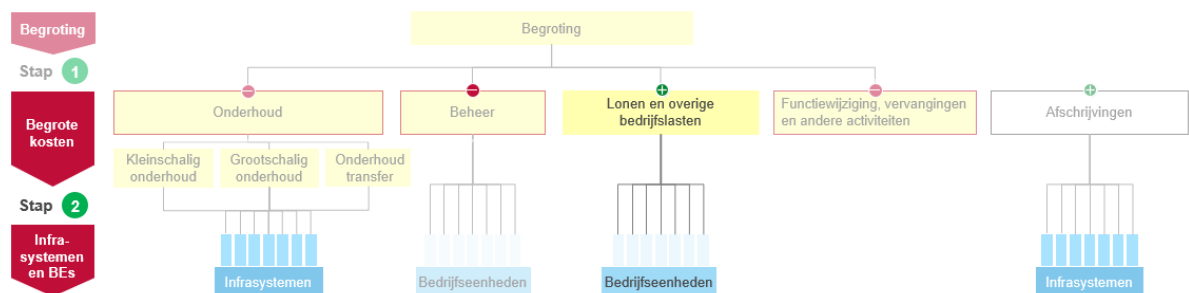 Begroting
Begroting
Stap 1
Begrote
kosten
Onderhoud
Beheer
Lonen en overige
bedrijfslasten
Functiewijziging, vervangingen
en andere activiteiten
Afschrijvingen
Kleinschalig
onderhoud
Grootschalig
onderhoud
Onderhoud
transfer
Stap 2
Infra-
systemen
en BEs
Infrasystemen
Bedrijfseenheden
Bedrijfseenheden
Infrasystemen